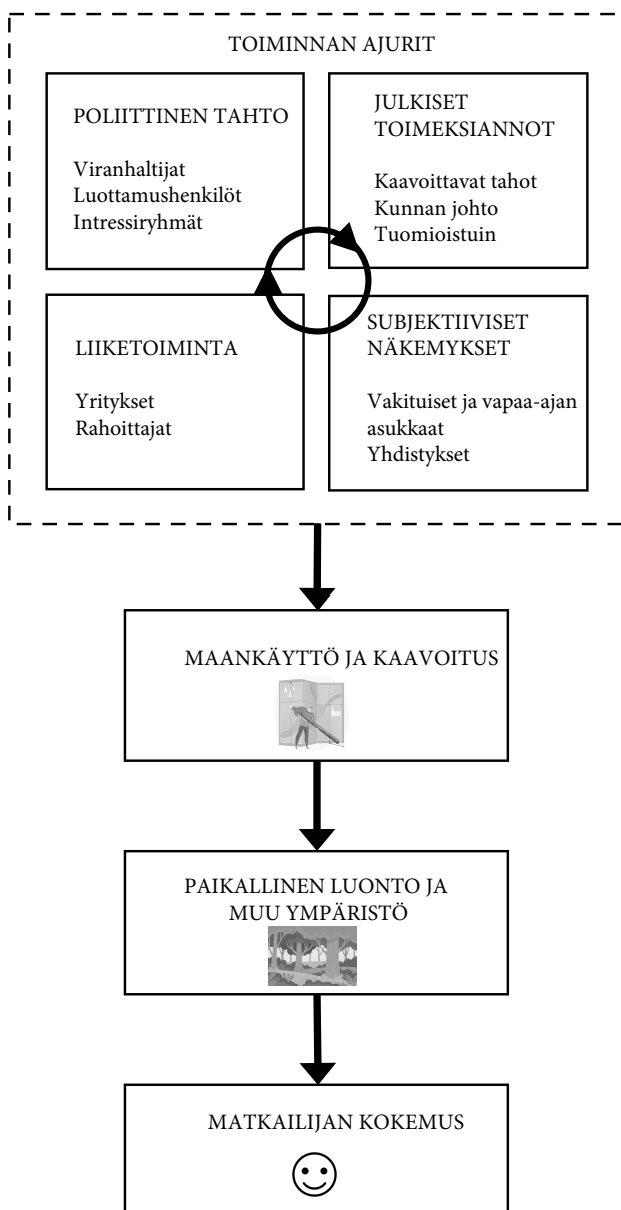 TOIMINNAN AJURIT
POLIITTINEN TAHTO
Viranhaltijat
Luottamushenkilöt
Intressiryhmät
JULKISET
TOIMEKSIANNOT
Kaavoittavat tahot
Kunnan johto
Tuomioistuin
LIIKETOIMINTA
Yritykset
Rahoittajat
SUBJEKTIIVISET
NÄKEMYKSET
Vakituiset ja vapaa-ajan
asukkaat
Yhdistykset
MAANKÄYTTÖ JA KAAVOITUS
PAIKALLINEN LUONTO JA
MUU YMPÄRISTÖ
MATKAILIJAN KOKEMUS